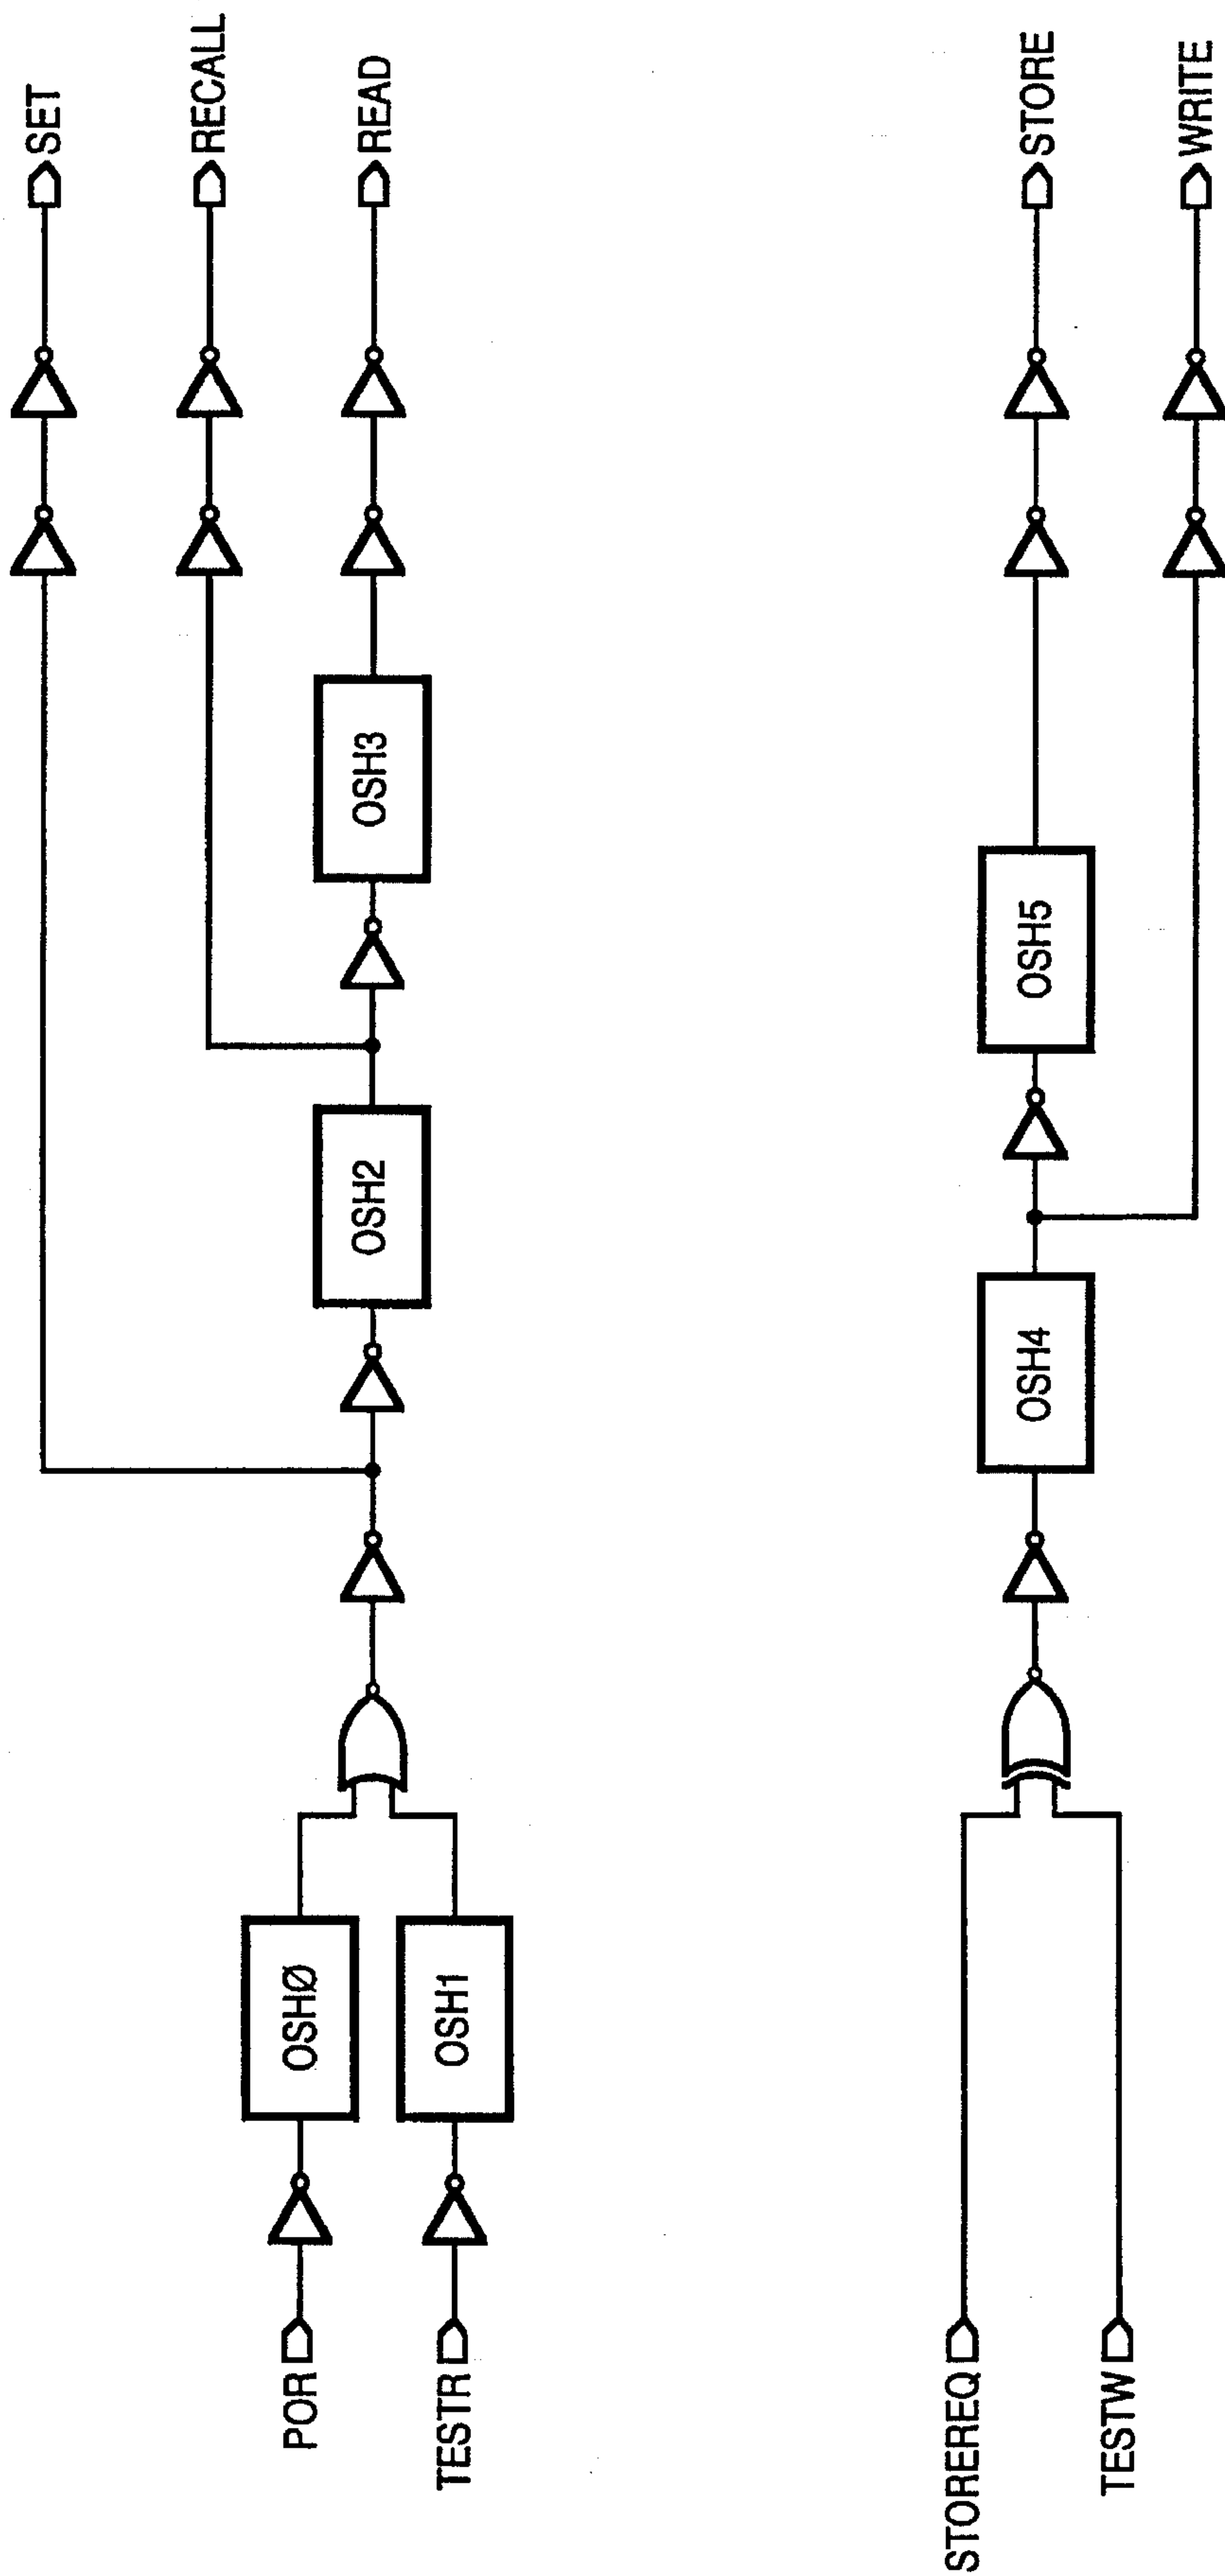 SET
RECALL
READ
OSH3
OSH2
OSHØ
OSH1
POR
TESTR
STORE
WRITE
OSH5
OSH4
STOREREQ
TESTW